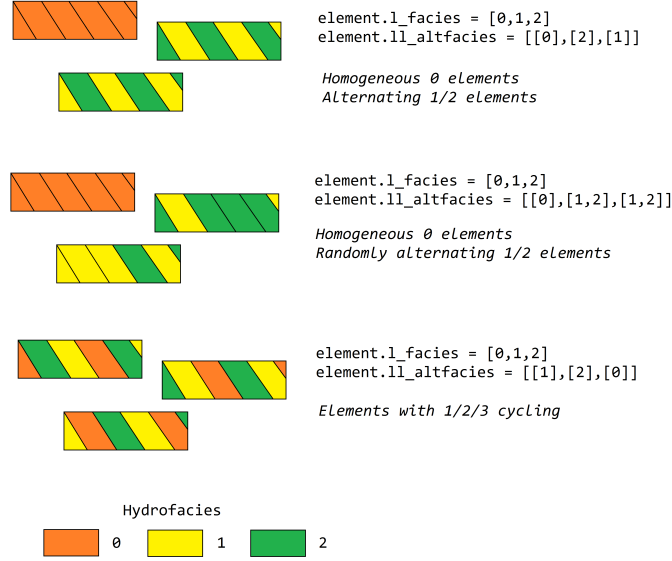 element.l_facies = [0,1,2]
element.ll_altfacies = [[0],[2],[1]]
Homogeneous 0 elements
Alternating 1/2 elements
element.l_facies = [0,1,2]
element.ll_altfacies = [[0],[1,2],[1,2]]
Homogeneous 0 elements
Randomly alternating 1/2 elements
element.l_facies = [0,1,2]
element.ll_altfacies = [[1],[2],[0]]
Elements with 1/2/3 cycling
Hydrofacies
0 1 2